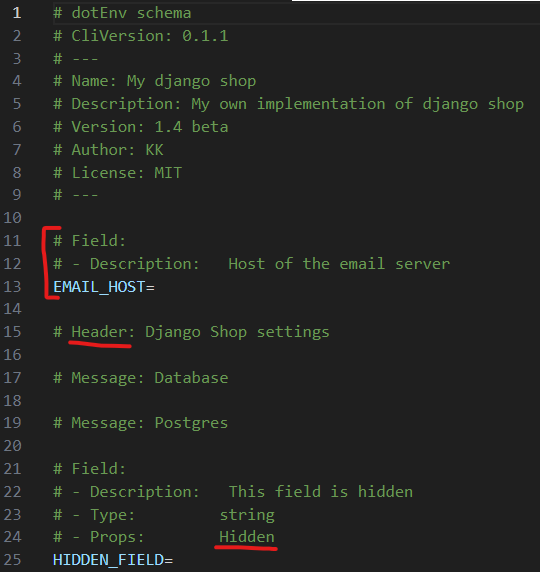 1 # dotEnv schema
2 # CliVersion: 0.1.1
3 # ---
4 # Name: My django shop
5 # Description: My own implementation of django shop
6 # Version: 1.4 beta
7 # Author: KK
8 # License: MIT
9 # ---
10
11 # Field:
12 # - Description:   Host of the email server
13 EMAIL_HOST=
14
15 # Header: Django Shop settings
16
17 # Message: Database
18
19 # Message: Postgres
20
21 # Field:
22 # - Description:   This field is hidden
23 # - Type:         string
24 # - Props:        Hidden
25 HIDDEN_FIELD=